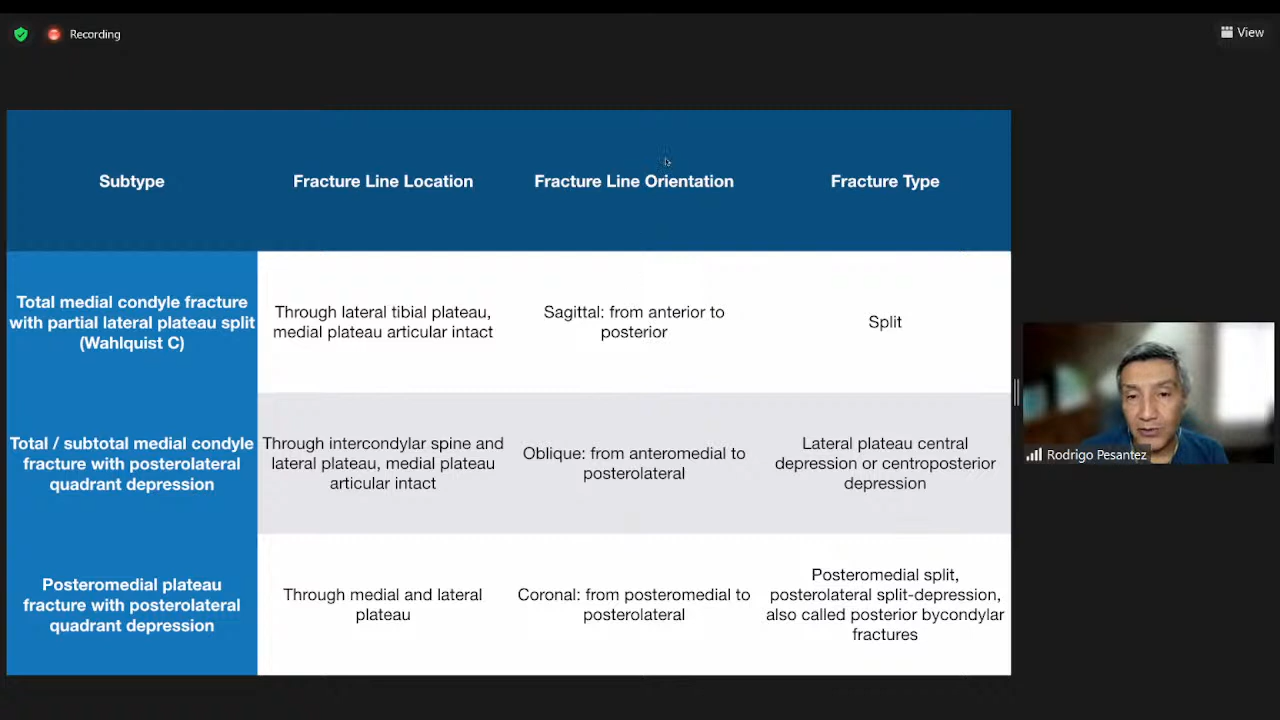 Recording
View
Subtype
Fracture Line Location
Fracture Line Orientation
Fracture Type
Total medial condyle fracture
with partial lateral plateau split
(Wahlquist C)
Through lateral tibial plateau,
medial plateau articular intact
Sagittal: from anterior to
posterior
Split
Total / subtotal medial condyle
fracture with posterolateral
quadrant depression
Through intercondylar spine and
lateral plateau, medial plateau
articular intact
Oblique: from anteromedial to
posterolateral
Lateral plateau central
depression or centroposterior
depression
Posteromedial plateau
fracture with posterolateral
quadrant depression
Through medial and lateral
plateau
Coronal: from posteromedial to
posterolateral
Posteromedial split,
posterolateral split-depression,
also called posterior bycondylar
fractures
Rodrigo Pesantez